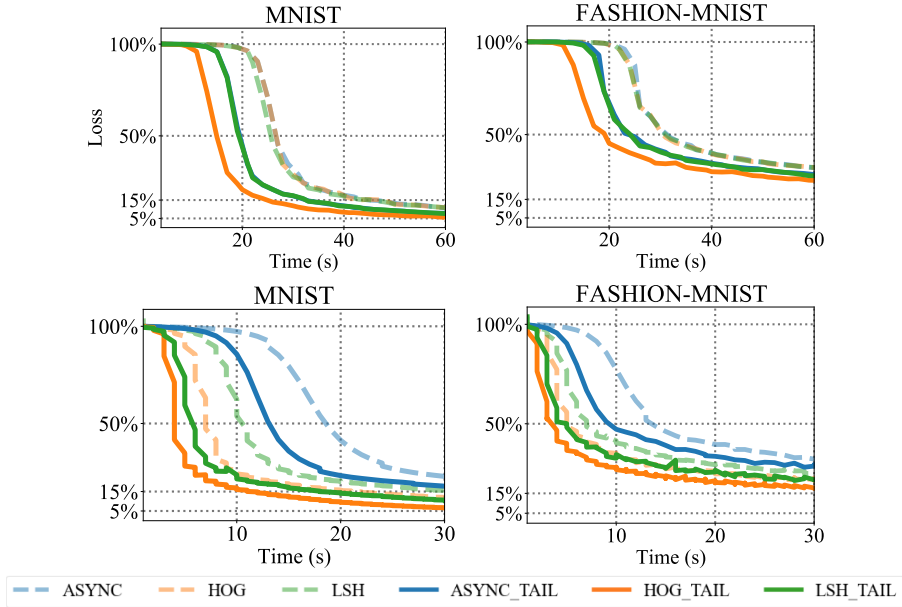 MNIST
FASHION-MNIST
100%
50%
15%
5%
Loss
20
40
60
Time (s)
100%
50%
15%
5%
20
40
60
Time (s)
MNIST
FASHION-MNIST
100%
50%
15%
5%
10
20
30
Time (s)
100%
50%
15%
5%
10
20
30
Time (s)
ASYNC HOG LSH ASYNC_TAIL HOG_TAIL LSH_TAIL